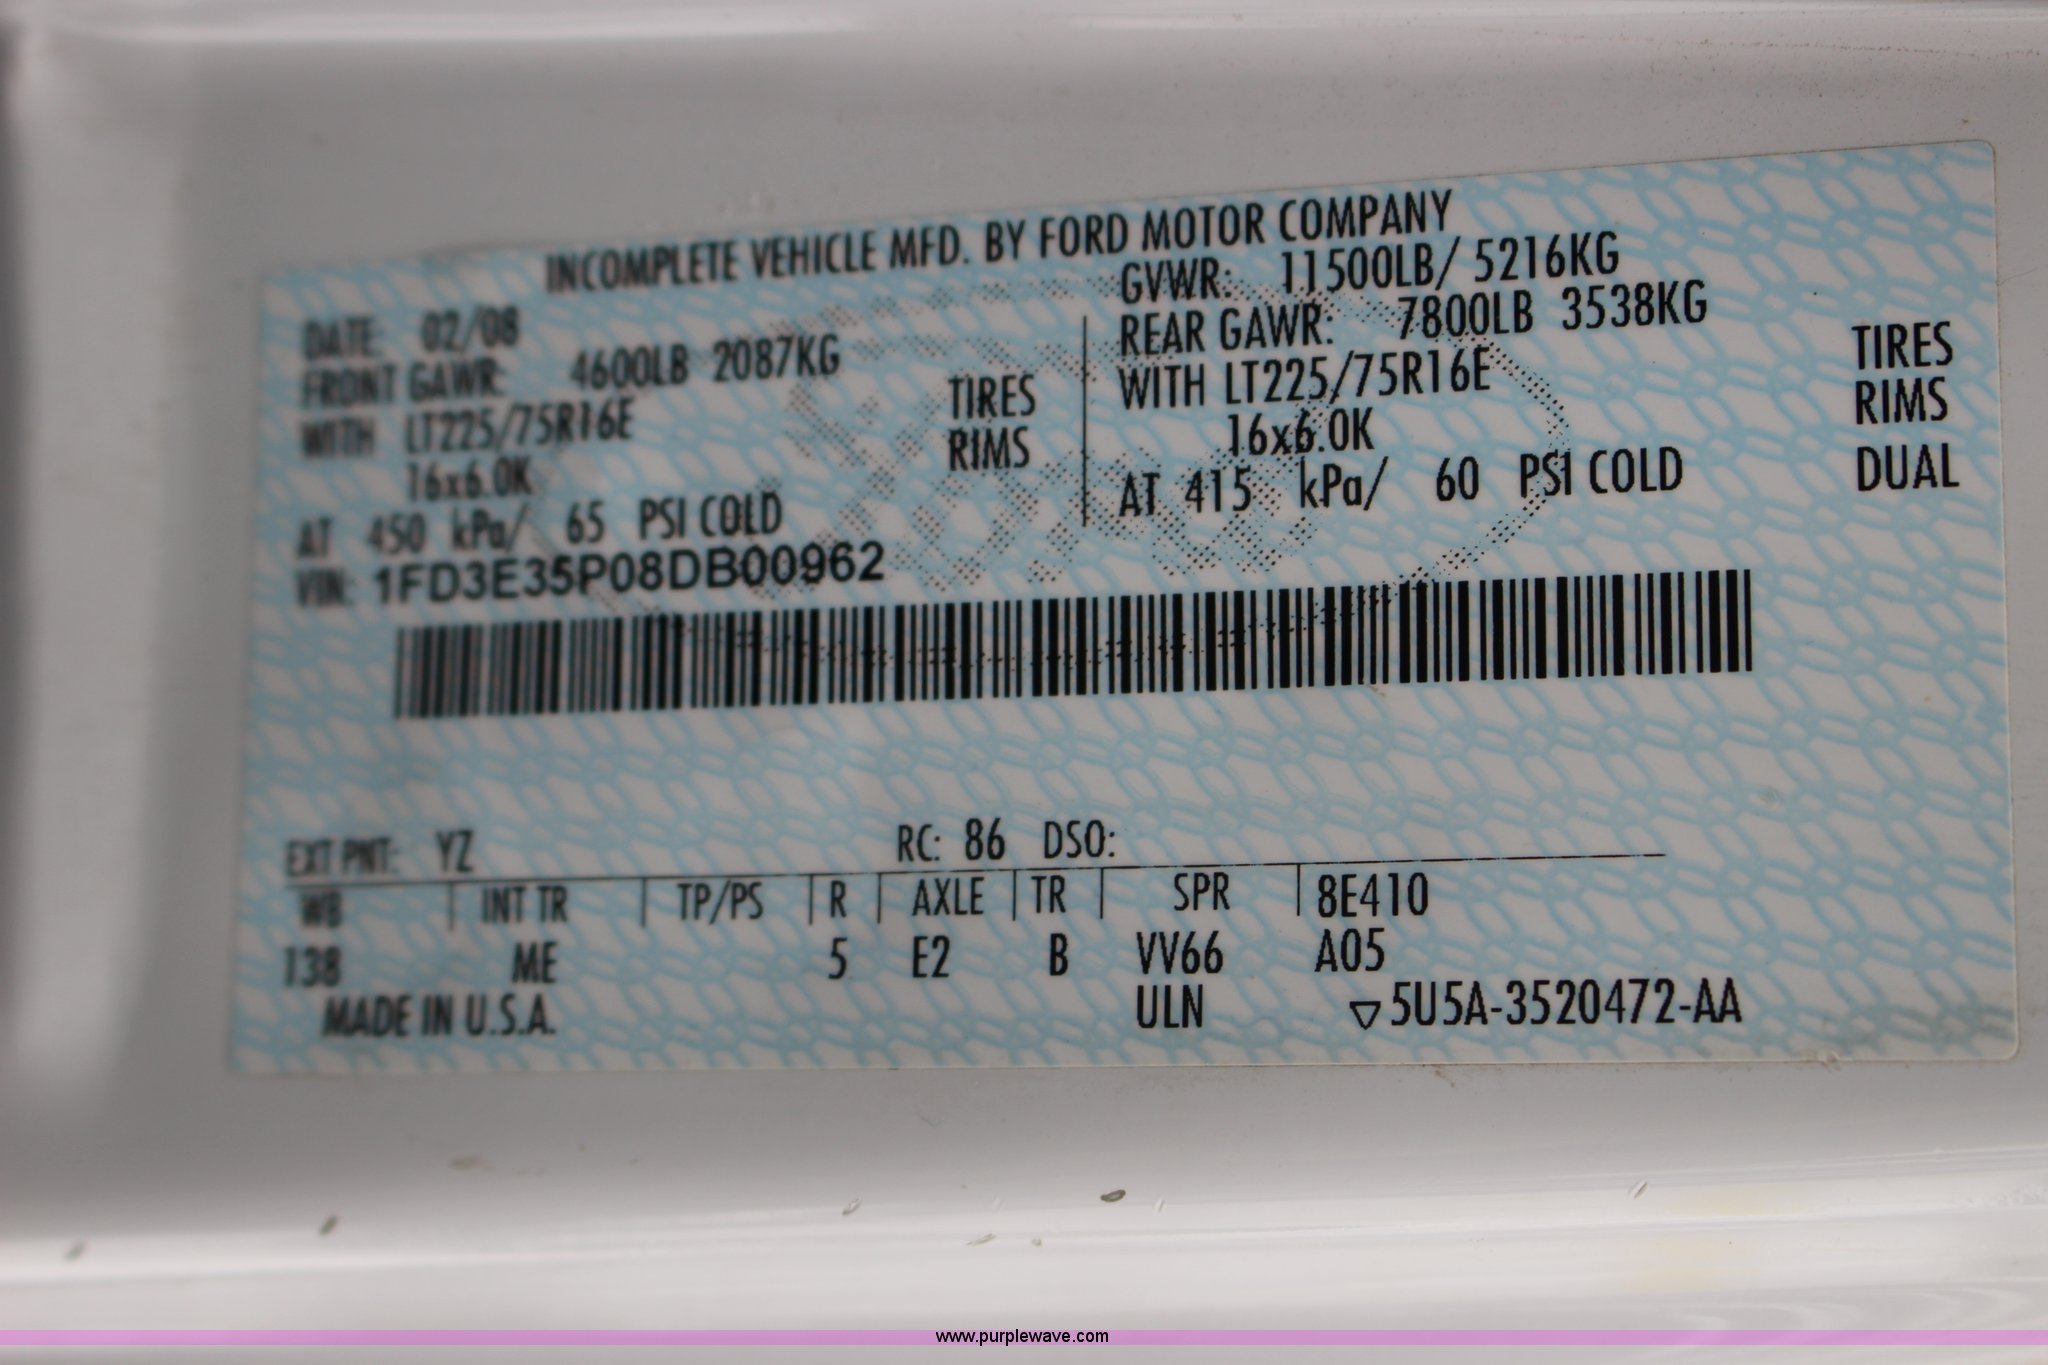 INCOMPLETE VEHICLE MFD. BY FORD MOTOR COMPANY
DATE: 02/08
FRONT GAWR: 4600LB 2087KG
WITH LT225/75R16E TIRES
16x6.0K RIMS
AT 450 kPa/ 65 PSI COLD
GVWR: 11500LB/ 5216KG
REAR GAWR: 7800LB 3538KG
WITH LT225/75R16E TIRES
16x6.0K RIMS
AT 415 kPa/ 60 PSI COLD DUAL
VIN: 1FD3E35P08DB00962
EXT PNT: YZ RC: 86 DSO:
WB INT TR TP/PS R AXLE TR SPR 8E410
138 ME 5 E2 B VV66 A05
MADE IN U.S.A. ULN ▽5U5A-3520472-AA
www.purplewave.com